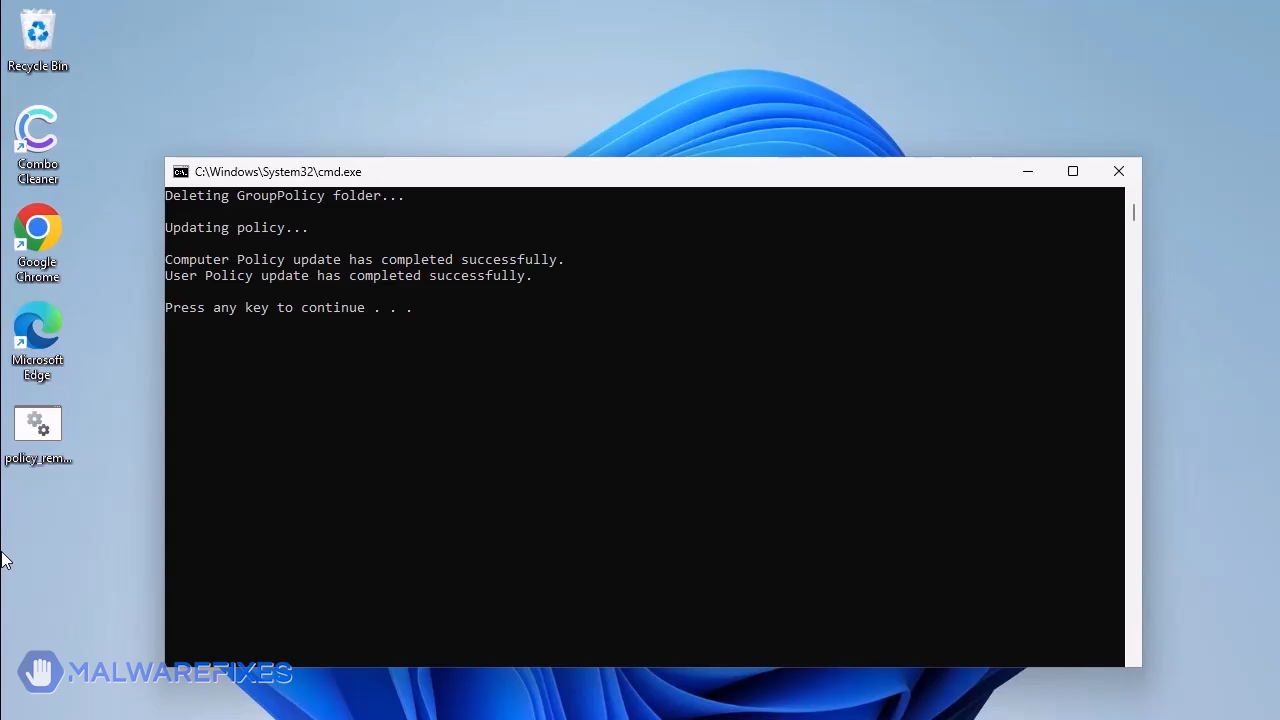 Recycle Bin
Combo
Cleaner
Google
Chrome
Microsoft
Edge
policy_rem...
C:\Windows\System32\cmd.exe
Deleting GroupPolicy folder...
Updating policy...
Computer Policy update has completed successfully.
User Policy update has completed successfully.
Press any key to continue . . .
MALWAREFIXES